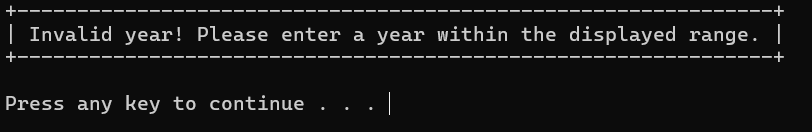 +---------------------------------------------------------------+
| Invalid year! Please enter a year within the displayed range. |
+---------------------------------------------------------------+
Press any key to continue . . .